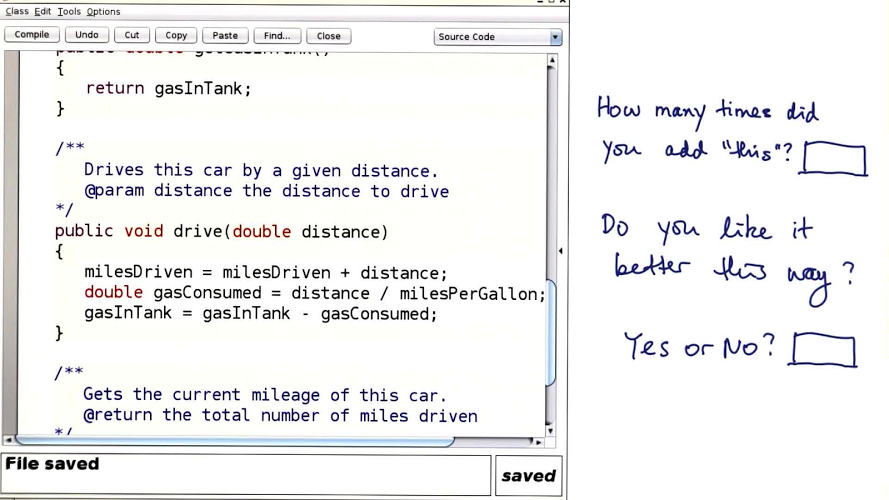 Class Edit Tools Options
Compile Undo Cut Copy Paste Find... Close Source Code
public double getGasInTank()
{
return gasInTank;
}
/**
Drives this car by a given distance.
@param distance the distance to drive
*/
public void drive(double distance)
{
milesDriven = milesDriven + distance;
double gasConsumed = distance / milesPerGallon;
gasInTank = gasInTank - gasConsumed;
}
/**
Gets the current mileage of this car.
@return the total number of miles driven
*/
File saved
saved
How many times did
you add "this"?
Do you like it
better this way?
Yes or No?